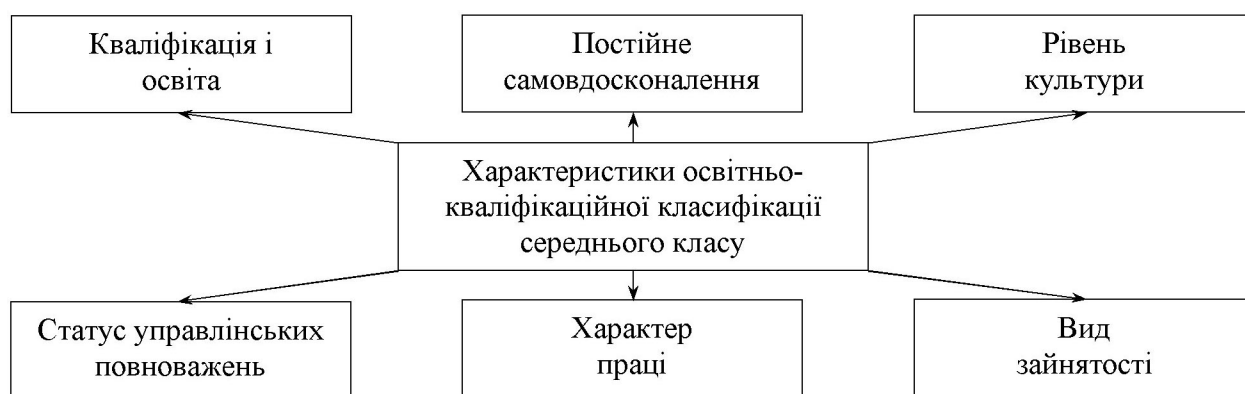 Кваліфікація і
освіта
Постійне
самовдосконалення
Рівень
культури
Характеристики освітньо-
кваліфікаційної класифікації
середнього класу
Статус управлінських
повноважень
Характер
праці
Вид
зайнятості